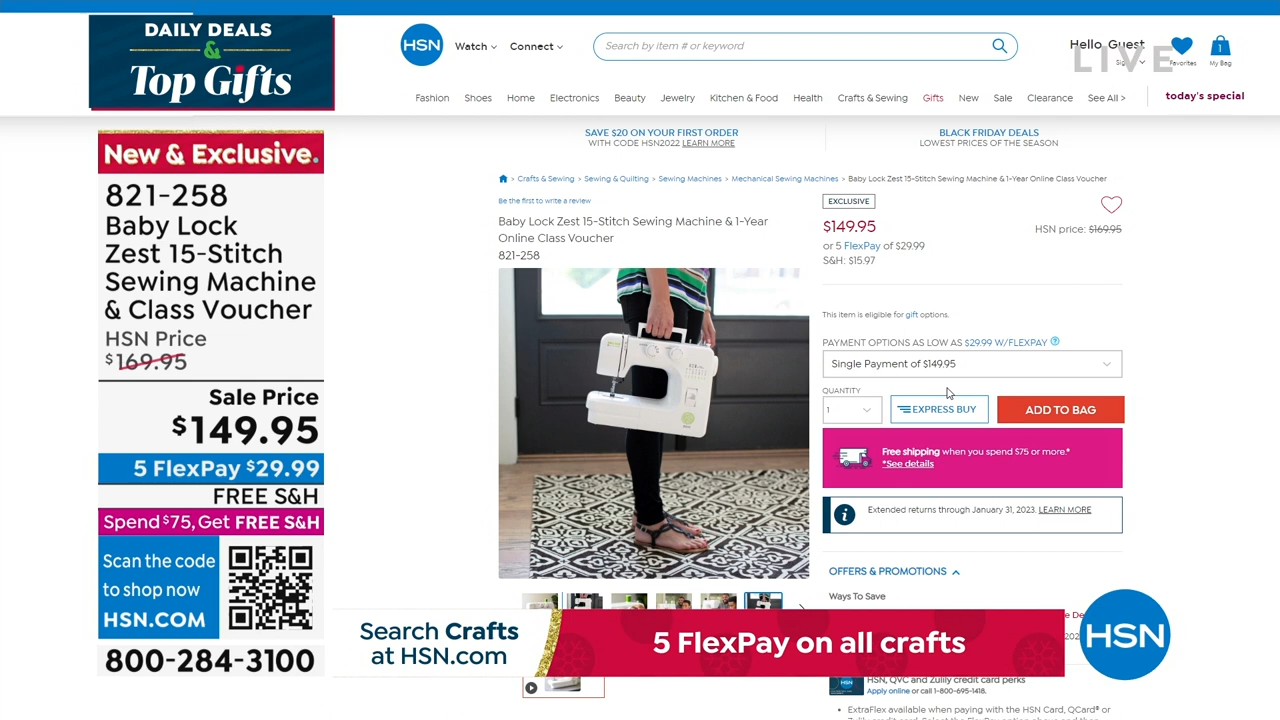 DAILY DEALS
&
Top Gifts
HSN
Watch
Connect
Search by item # or keyword
Hello, Guest
LIVE
Favorites
1
My Bag
Fashion Shoes Home Electronics Beauty Jewelry Kitchen & Food Health Crafts & Sewing Gifts New Sale Clearance See All >
today's special
New & Exclusive.
821-258
Baby Lock
Zest 15-Stitch
Sewing Machine
& Class Voucher
HSN Price
$169.95
Sale Price
$149.95
5 FlexPay $29.99
FREE S&H
Spend $75, Get FREE S&H
Scan the code
to shop now
HSN.COM
800-284-3100
SAVE $20 ON YOUR FIRST ORDER
WITH CODE HSN2022 LEARN MORE
BLACK FRIDAY DEALS
LOWEST PRICES OF THE SEASON
> Crafts & Sewing > Sewing & Quilting > Sewing Machines > Mechanical Sewing Machines > Baby Lock Zest 15-Stitch Sewing Machine & 1-Year Online Class Voucher
Be the first to write a review
Baby Lock Zest 15-Stitch Sewing Machine & 1-Year
Online Class Voucher
821-258
EXCLUSIVE
$149.95
HSN price: $169.95
or 5 FlexPay of $29.99
S&H: $15.97
This item is eligible for gift options.
PAYMENT OPTIONS AS LOW AS $29.99 W/FLEXPAY ?
Single Payment of $149.95
QUANTITY
1
EXPRESS BUY
ADD TO BAG
Free shipping when you spend $75 or more.*
*See details
Extended returns through January 31, 2023. LEARN MORE
OFFERS & PROMOTIONS
Ways To Save
Search Crafts
at HSN.com
5 FlexPay on all crafts
HSN
HSN, QVC and Zulily credit card perks
Apply online or call 1-800-695-1418.
• ExtraFlex available when paying with the HSN Card, QCard® or